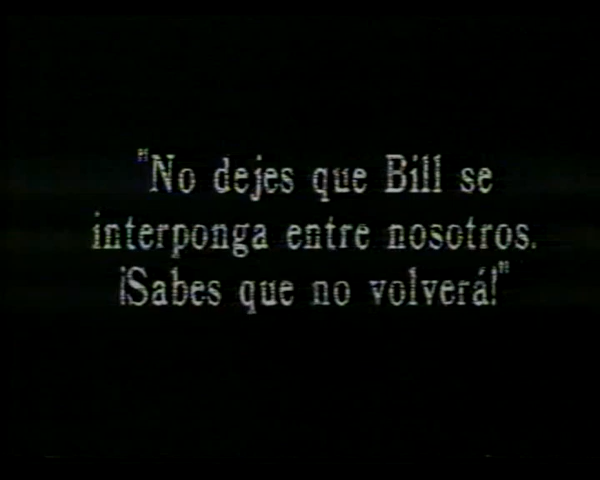 "No dejes que Bill se
interponga entre nosotros.
¡Sabes que no volverá!"